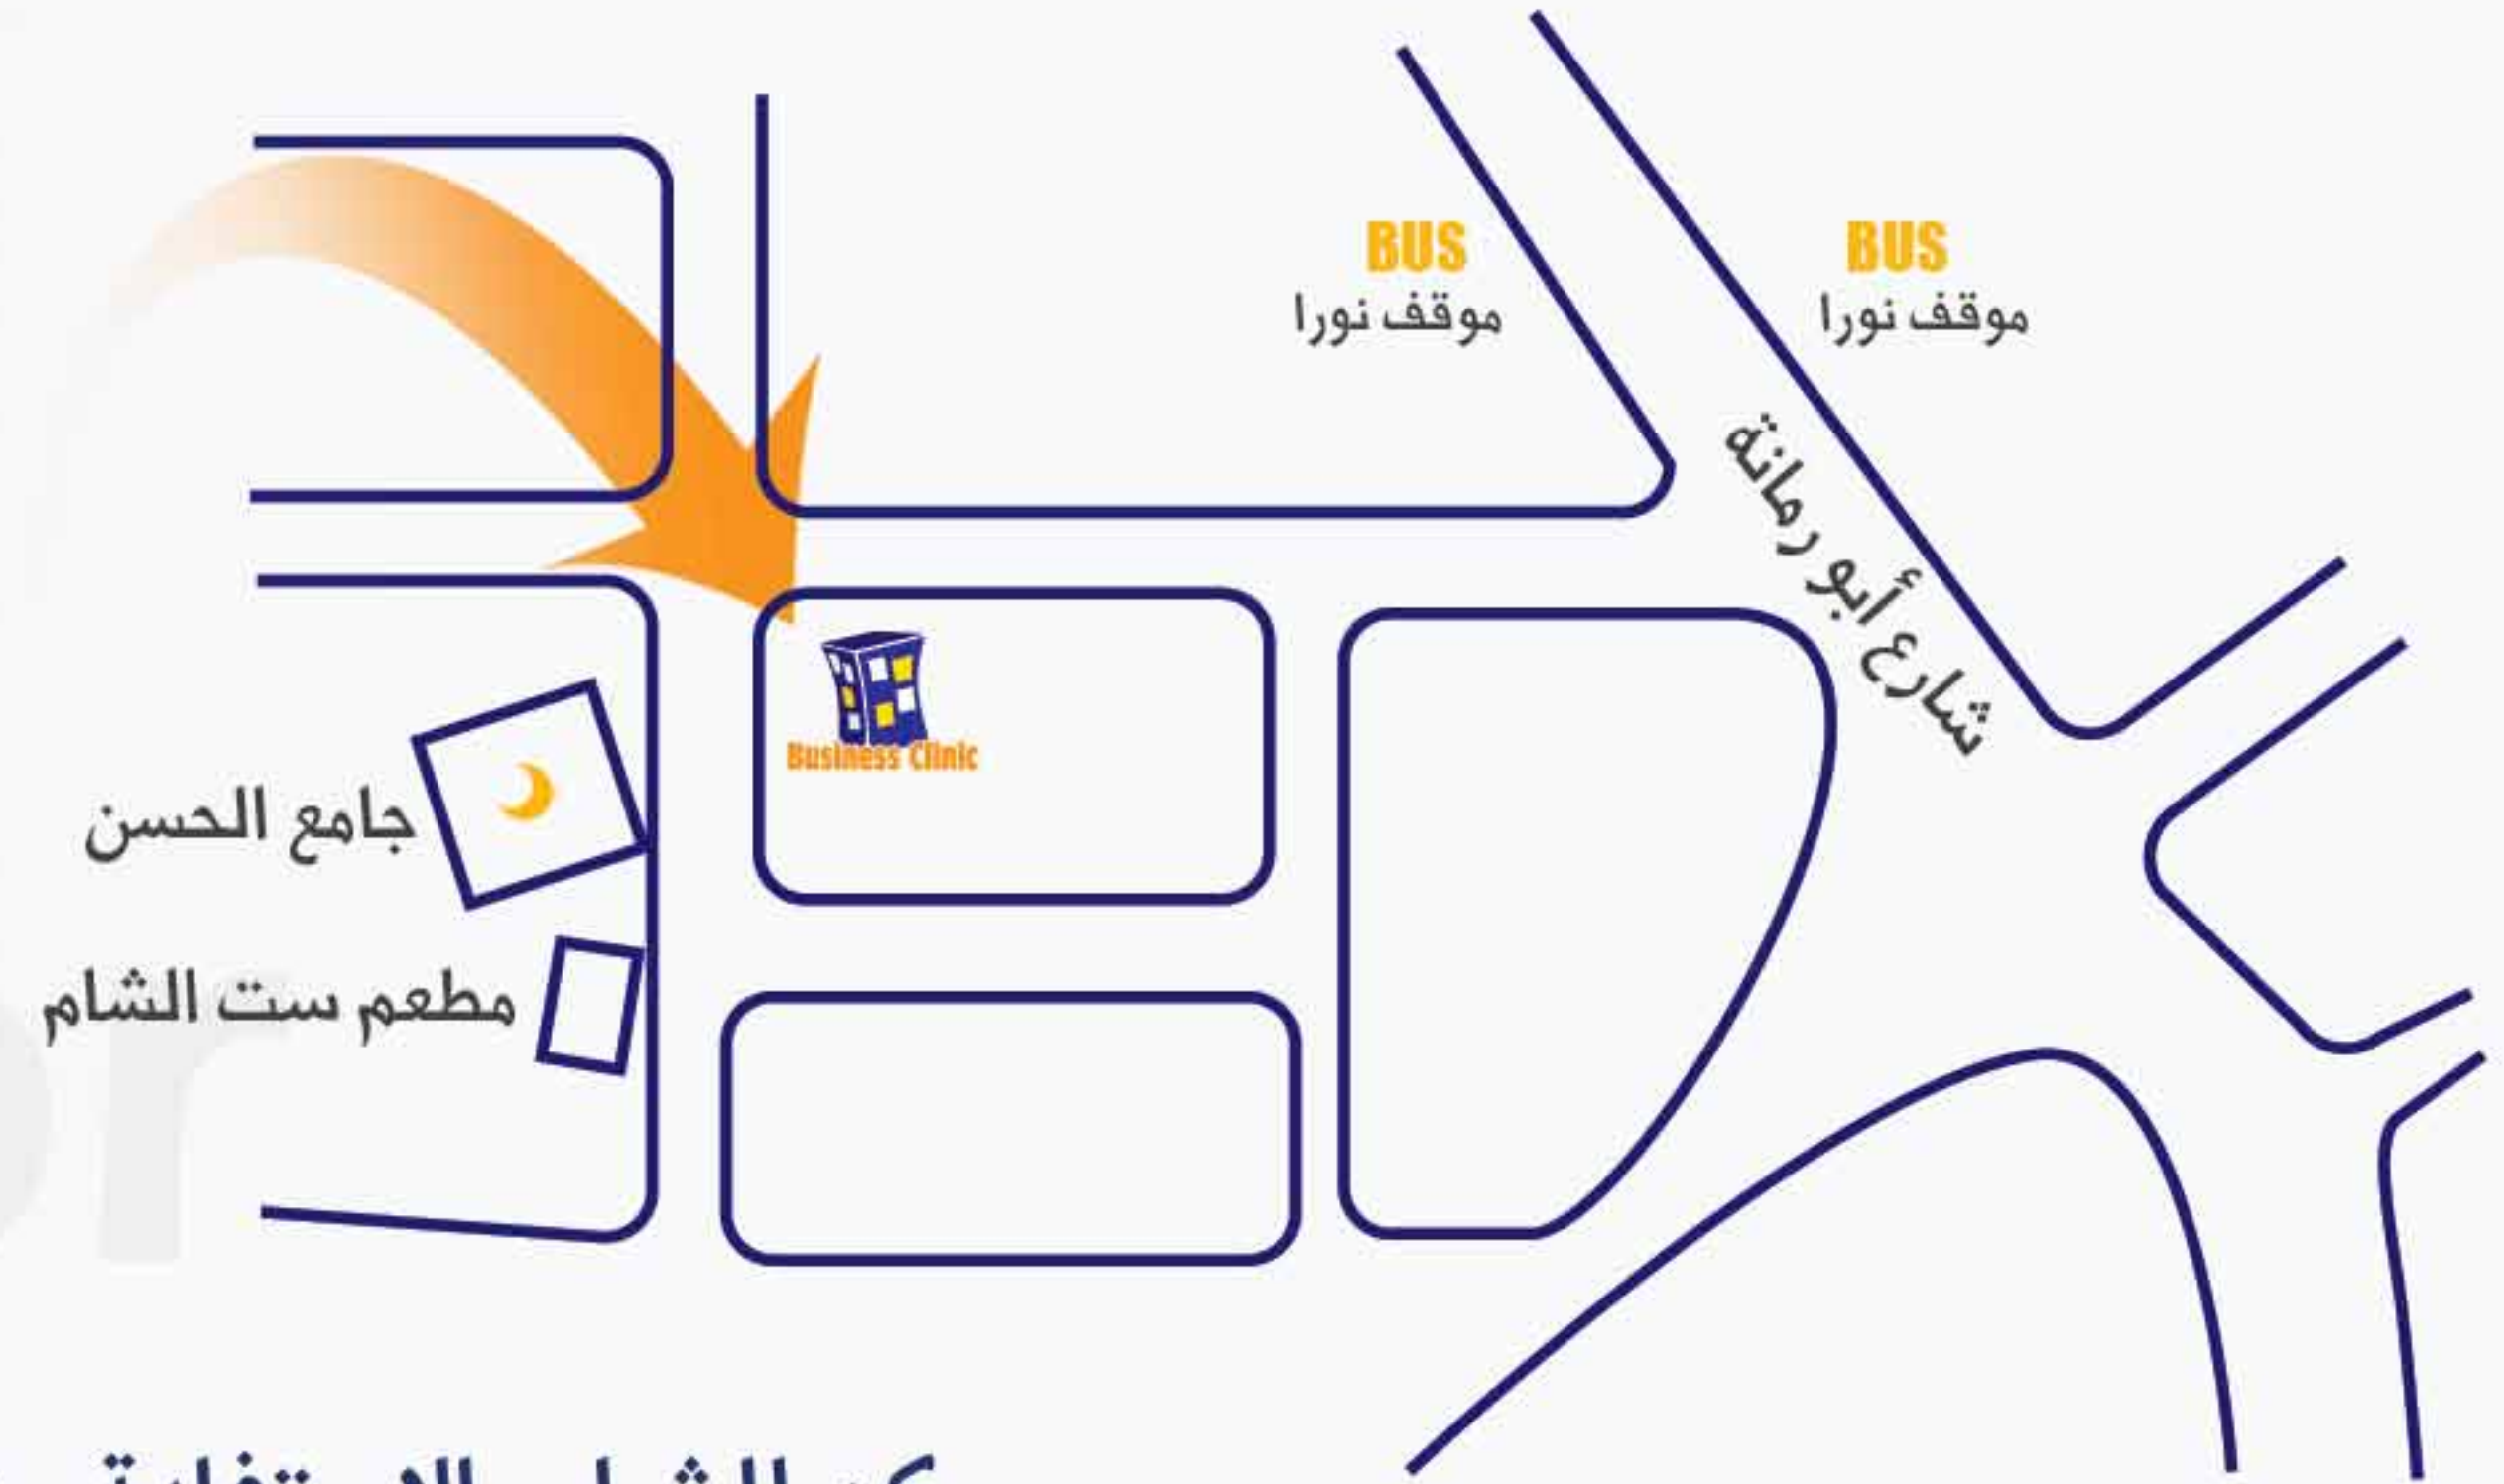 BUS
موقف نورا
BUS
موقف نورا
شارع أبو رمانة
Business Clinic
جامع الحسن
مطعم ست الشام